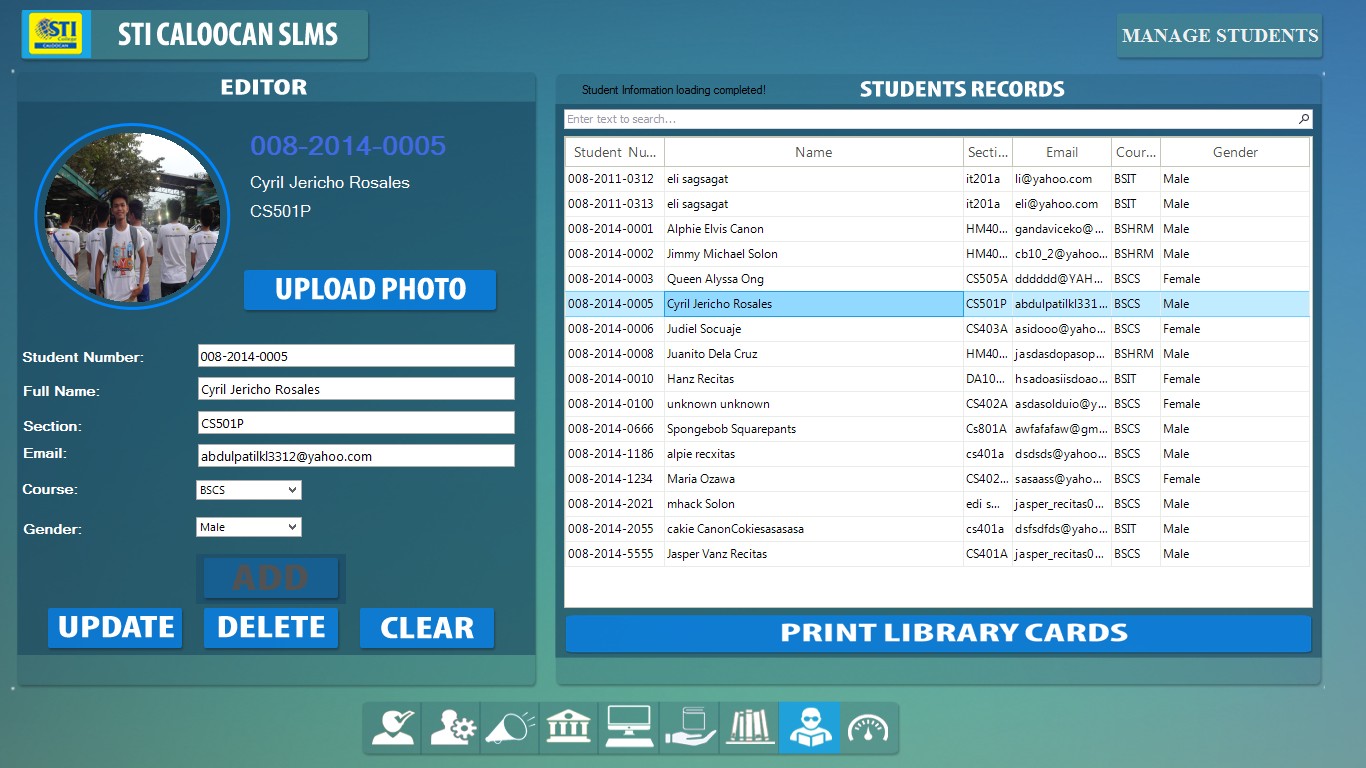 STI
College
CALOOCAN
STI CALOOCAN SLMS
MANAGE STUDENTS
EDITOR
008-2014-0005
Cyril Jericho Rosales
CS501P
UPLOAD PHOTO
Student Number: 008-2014-0005
Full Name: Cyril Jericho Rosales
Section: CS501P
Email: abdulpatilkl3312@yahoo.com
Course: BSCS
Gender: Male
ADD
UPDATE DELETE CLEAR
Student Information loading completed!
STUDENTS RECORDS
Enter text to search...
Student Nu... Name Secti... Email Cour... Gender
008-2011-0312 eli sagsagat it201a li@yahoo.com BSIT Male
008-2011-0313 eli sagsagat it201a eli@yahoo.com BSIT Male
008-2014-0001 Alphie Elvis Canon HM40... gandaviceko@... BSHRM Male
008-2014-0002 Jimmy Michael Solon HM40... cb10_2@yahoo... BSHRM Male
008-2014-0003 Queen Alyssa Ong CS505A dddddd@YAH... BSCS Female
008-2014-0005 Cyril Jericho Rosales CS501P abdulpatilkl331... BSCS Male
008-2014-0006 Judiel Socuaje CS403A asidooo@yaho... BSCS Female
008-2014-0008 Juanito Dela Cruz HM40... jasdasdopasop... BSHRM Male
008-2014-0010 Hanz Recitas DA10... hsadoasiisdoao... BSIT Female
008-2014-0100 unknown unknown CS402A asdasolduio@y... BSCS Female
008-2014-0666 Spongebob Squarepants Cs801A awfafafaw@gm... BSCS Male
008-2014-1186 alpie recxitas cs401a dsdsds@yahoo... BSCS Male
008-2014-1234 Maria Ozawa CS402... sasaass@yaho... BSCS Female
008-2014-2021 mhack Solon edi s... jasper_recitas0... BSCS Male
008-2014-2055 cakie CanonCokiesasasasa cs401a dsfsdfds@yaho... BSIT Male
008-2014-5555 Jasper Vanz Recitas CS401A jasper_recitas0... BSCS Male
PRINT LIBRARY CARDS